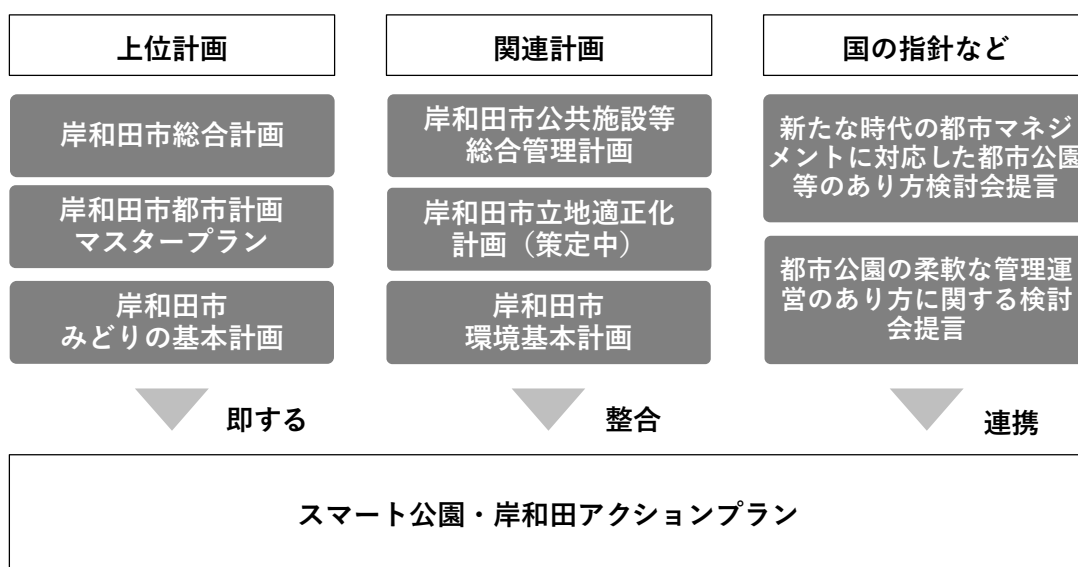 上位計画
岸和田市総合計画
岸和田市都市計画
マスタープラン
岸和田市
みどりの基本計画
即する
関連計画
岸和田市公共施設等
総合管理計画
岸和田市立地適正化
計画（策定中）
岸和田市
環境基本計画
整合
国の指針など
新たな時代の都市マネジ
メントに対応した都市公園
等のあり方検討会提言
都市公園の柔軟な管理運
営のあり方に関する検討
会提言
連携
スマート公園・岸和田アクションプラン